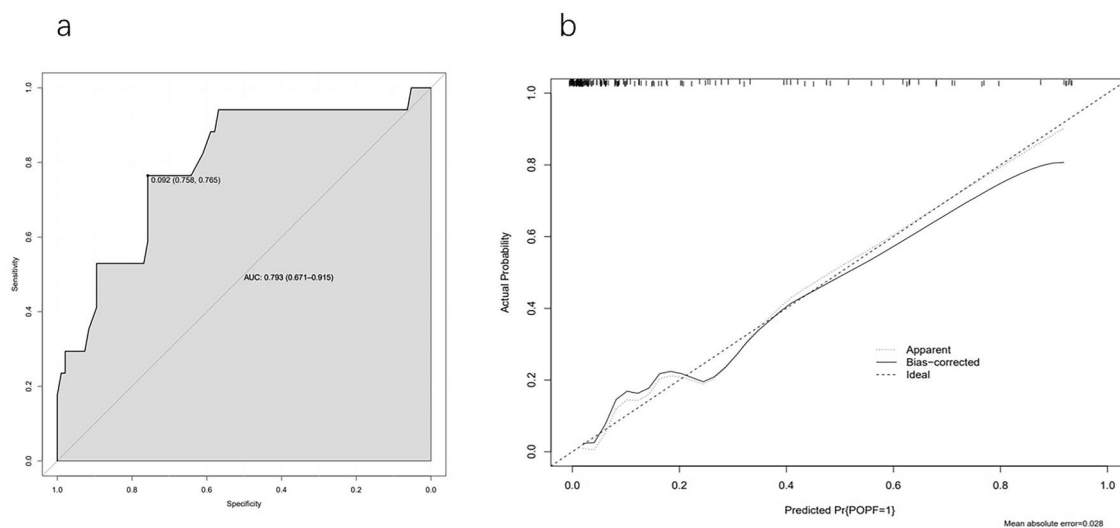 a
1.0
0.8
0.6
0.4
0.2
0.0
Sensitivity
0.092 (0.758, 0.765)
AUC: 0.793 (0.671–0.915)
1.0 0.8 0.6 0.4 0.2 0.0
Specificity
b
1.0
0.8
0.6
0.4
0.2
0.0
Actual Probability
Apparent
Bias−corrected
Ideal
0.0 0.2 0.4 0.6 0.8 1.0
Predicted Pr{POPF=1}
Mean absolute error=0.028